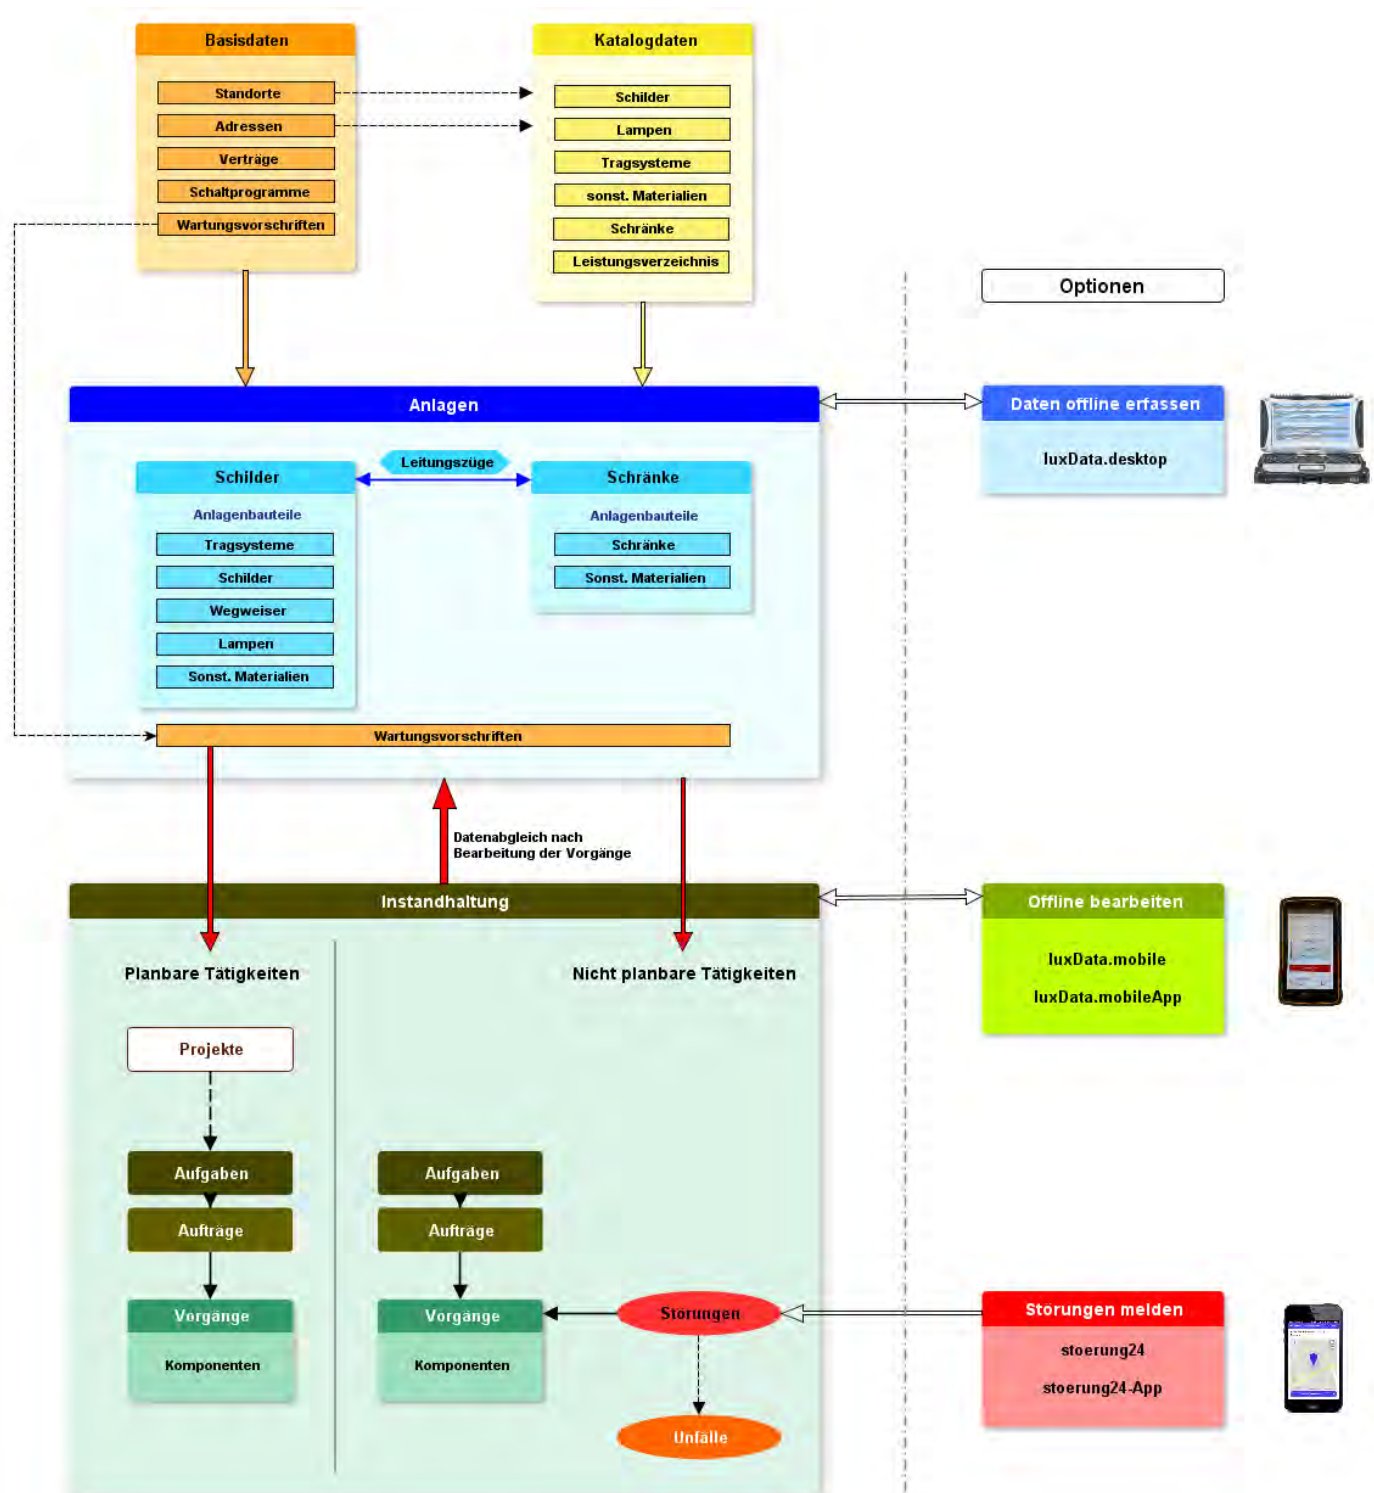 Basisdaten
Standorte
Adressen
Verträge
Schaltprogramme
Wartungsvorschriften
Katalogdaten
Schilder
Lampen
Tragsysteme
sonst. Materialien
Schränke
Leistungsverzeichnis
Optionen
Anlagen
Leitungszüge
Schilder
Anlagenbauteile
Tragsysteme
Schilder
Wegweiser
Lampen
Sonst. Materialien
Schränke
Anlagenbauteile
Schränke
Sonst. Materialien
Wartungsvorschriften
Daten offline erfassen
luxData.desktop
Datenabgleich nach
Bearbeitung der Vorgänge
Instandhaltung
Planbare Tätigkeiten
Projekte
Aufgaben
Aufträge
Vorgänge
Komponenten
Nicht planbare Tätigkeiten
Aufgaben
Aufträge
Vorgänge
Komponenten
Störungen
Unfälle
Offline bearbeiten
luxData.mobile
luxData.mobileApp
Störungen melden
stoerung24
stoerung24-App